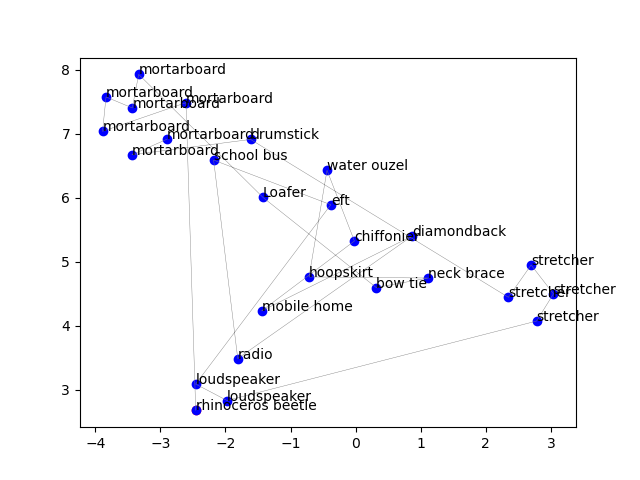 8
mortarboard
mortarboard
mortarboard
mortarboard
7
mortarboard
mortarboard
drumstick
mortarboard
school bus
water ouzel
6
Loafer
eft
chiffonier
diamondback
5
stretcher
hoopskirt
neck brace
bow tie
stretcher
stretcher
mobile home
stretcher
4
radio
3
loudspeaker
loudspeaker
rhinoceros beetle
−4 −3 −2 −1 0 1 2 3